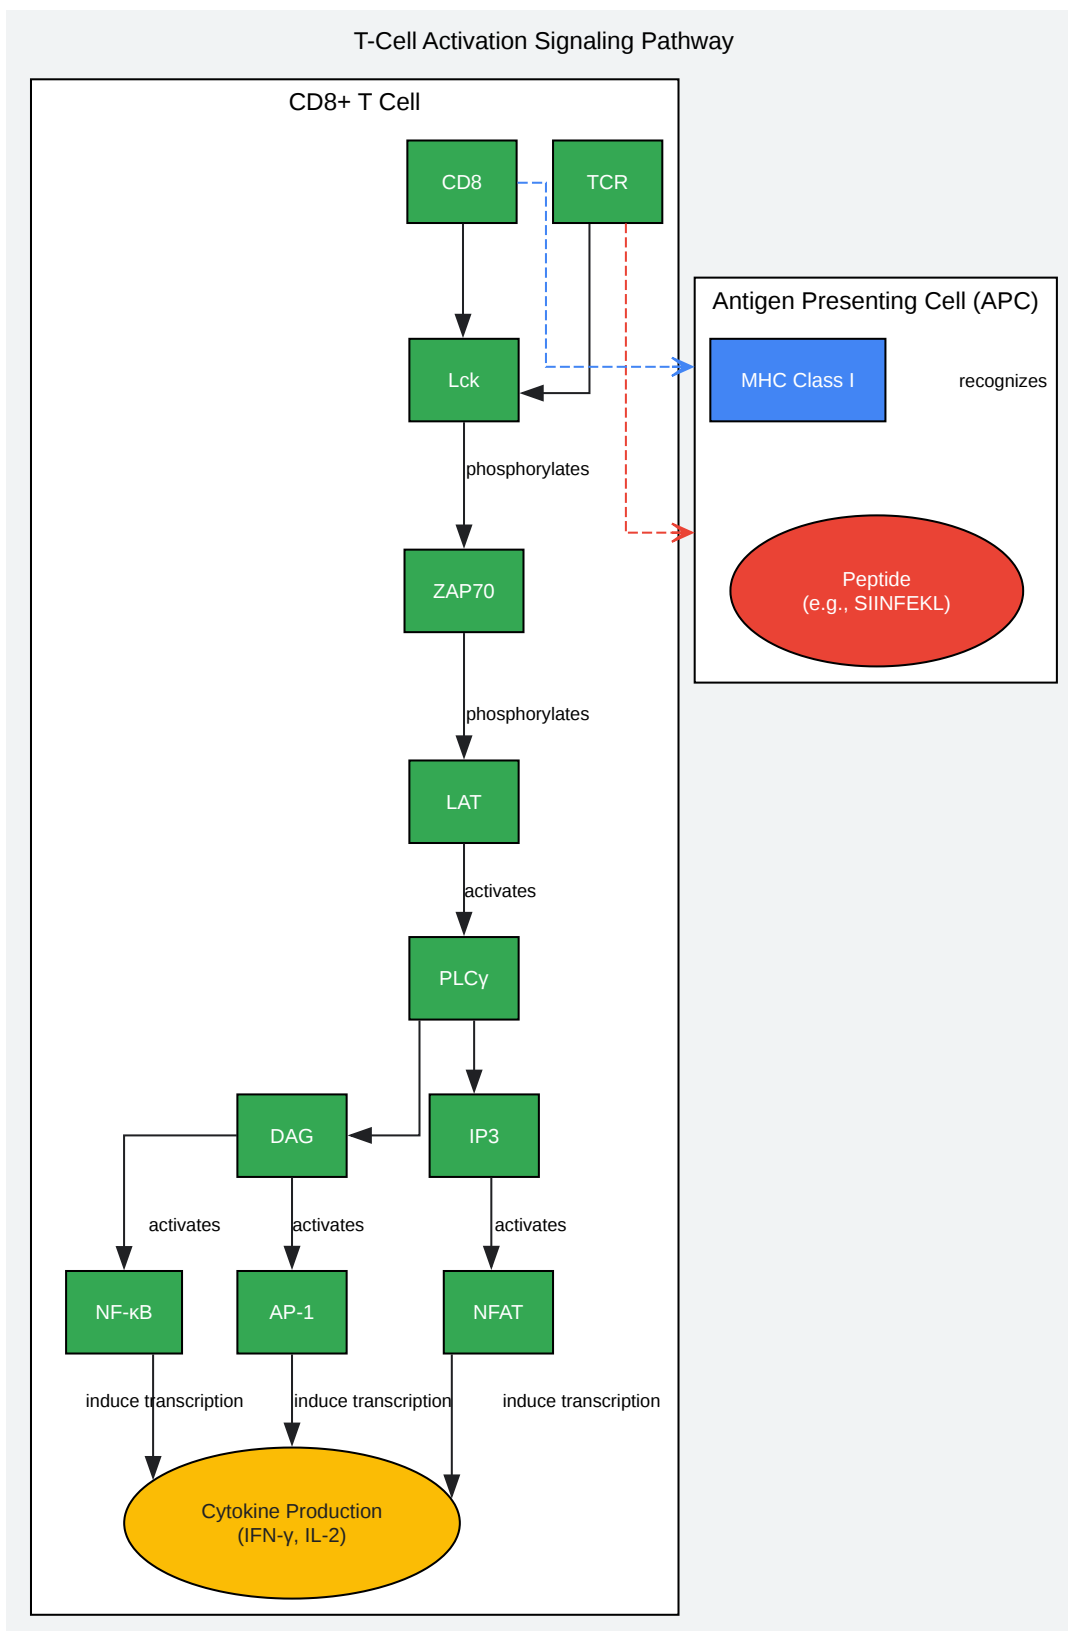 T-Cell Activation Signaling Pathway
CD8+ T Cell
CD8
TCR
Antigen Presenting Cell (APC)
Lck
MHC Class I
recognizes
phosphorylates
ZAP70
Peptide
(e.g., SIINFEKL)
phosphorylates
LAT
activates
PLCγ
DAG
IP3
activates
activates
activates
NF-κB
AP-1
NFAT
induce transcription
induce transcription
induce transcription
Cytokine Production
(IFN-γ, IL-2)